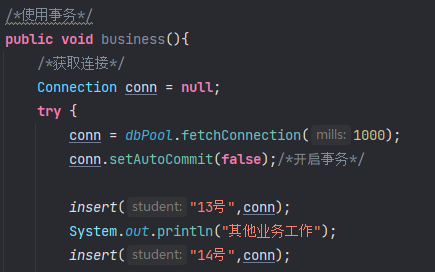 /*使用事务*/
public void business(){
/*获取连接*/
Connection conn = null;
try {
conn = dbPool.fetchConnection( mills: 1000);
conn.setAutoCommit(false);/*开启事务*/
insert( student: "13号",conn);
System.out.println("其他业务工作");
insert( student: "14号",conn);